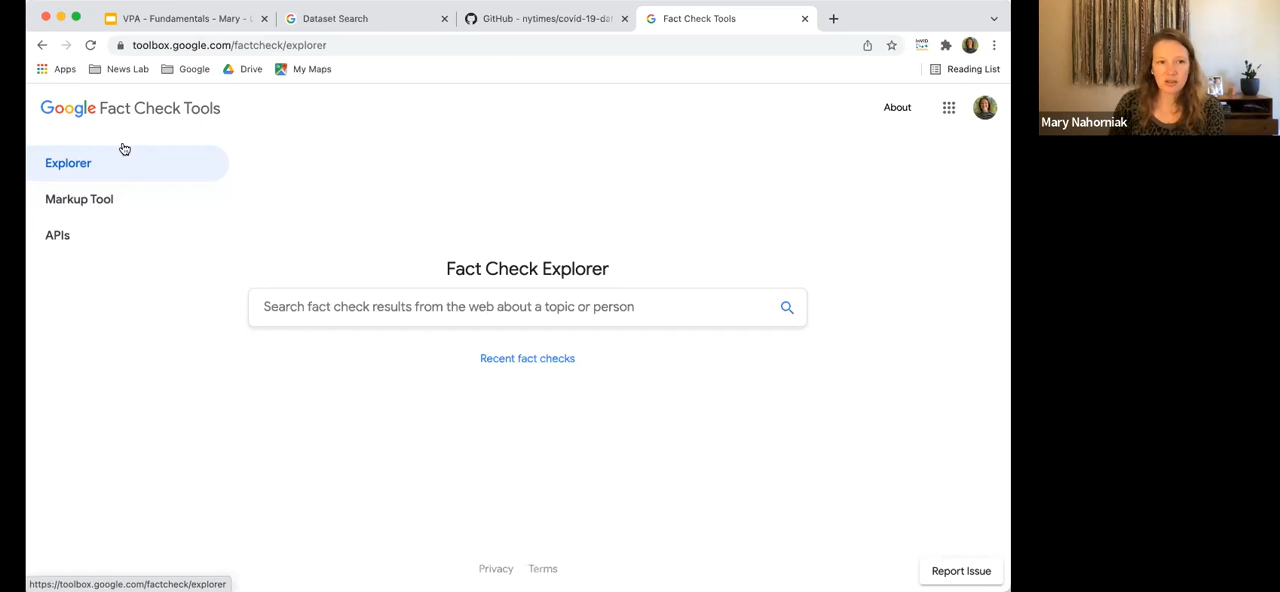 VPA - Fundamentals - Mary -
Dataset Search
GitHub - nytimes/covid-19-da
Fact Check Tools
toolbox.google.com/factcheck/explorer
Apps
News Lab
Google
Drive
My Maps
Reading List
Google Fact Check Tools
About
Explorer
Markup Tool
APIs
Fact Check Explorer
Search fact check results from the web about a topic or person
Recent fact checks
Privacy
Terms
Report Issue
https://toolbox.google.com/factcheck/explorer
Mary Nahorniak